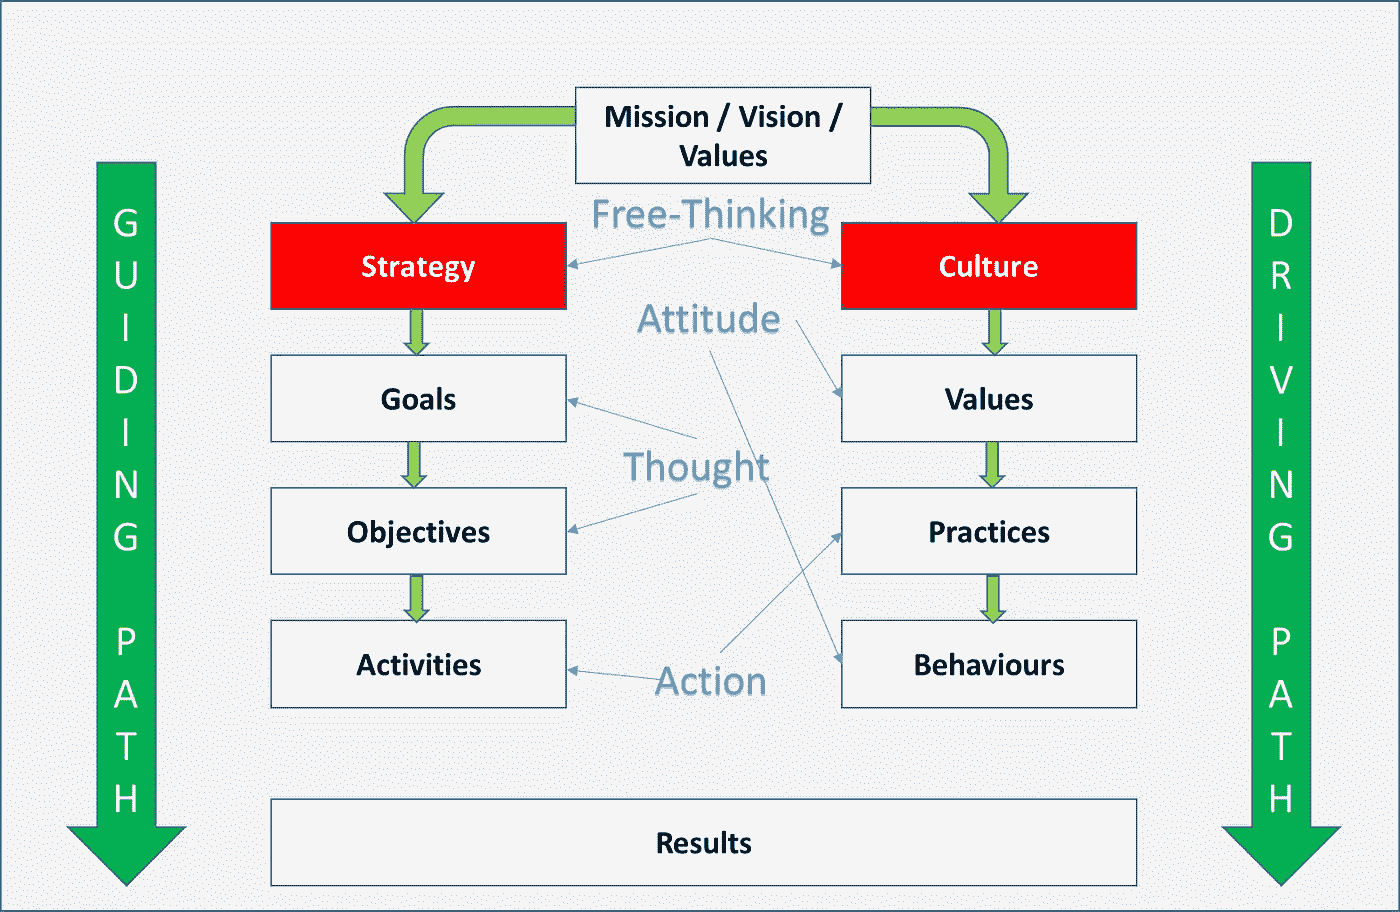 Mission / Vision /
Values
Free-Thinking
Strategy
Culture
Attitude
Goals
Values
Thought
Objectives
Practices
Activities
Action
Behaviours
Results
GUIDING PATH
DRIVING PATH